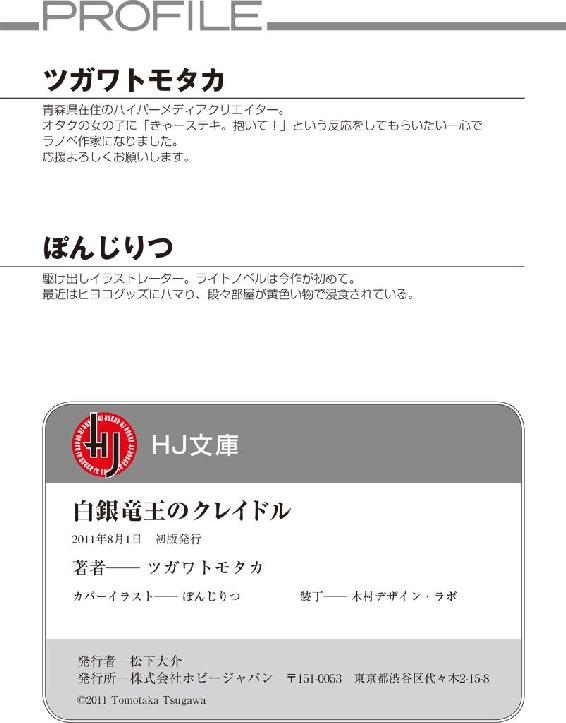 PROFILE
ツガワトモタカ
青森県在住のハイパーメディアクリエイター。
オタクの女の子に「きゃーステキ。抱いて！」という反応をしてもらいたい一心で
ラノベ作家になりました。
応援よろしくお願いします。
ぽんじりつ
駆け出しイラストレーター。ライトノベルは今作が初めて。
最近はヒヨコグッズにハマり、段々部屋が黄色い物で浸食されている。
HJ HJ文庫
白銀竜王のクレイドル
2011年8月1日　初版発行
著者── ツガワトモタカ
カバーイラスト── ぽんじりつ　　装丁── 木村デザイン・ラボ
発行者─松下大介
発行所─株式会社ホビージャパン　〒151-0053　東京都渋谷区代々木2-15-8
©2011 Tomotaka Tsugawa